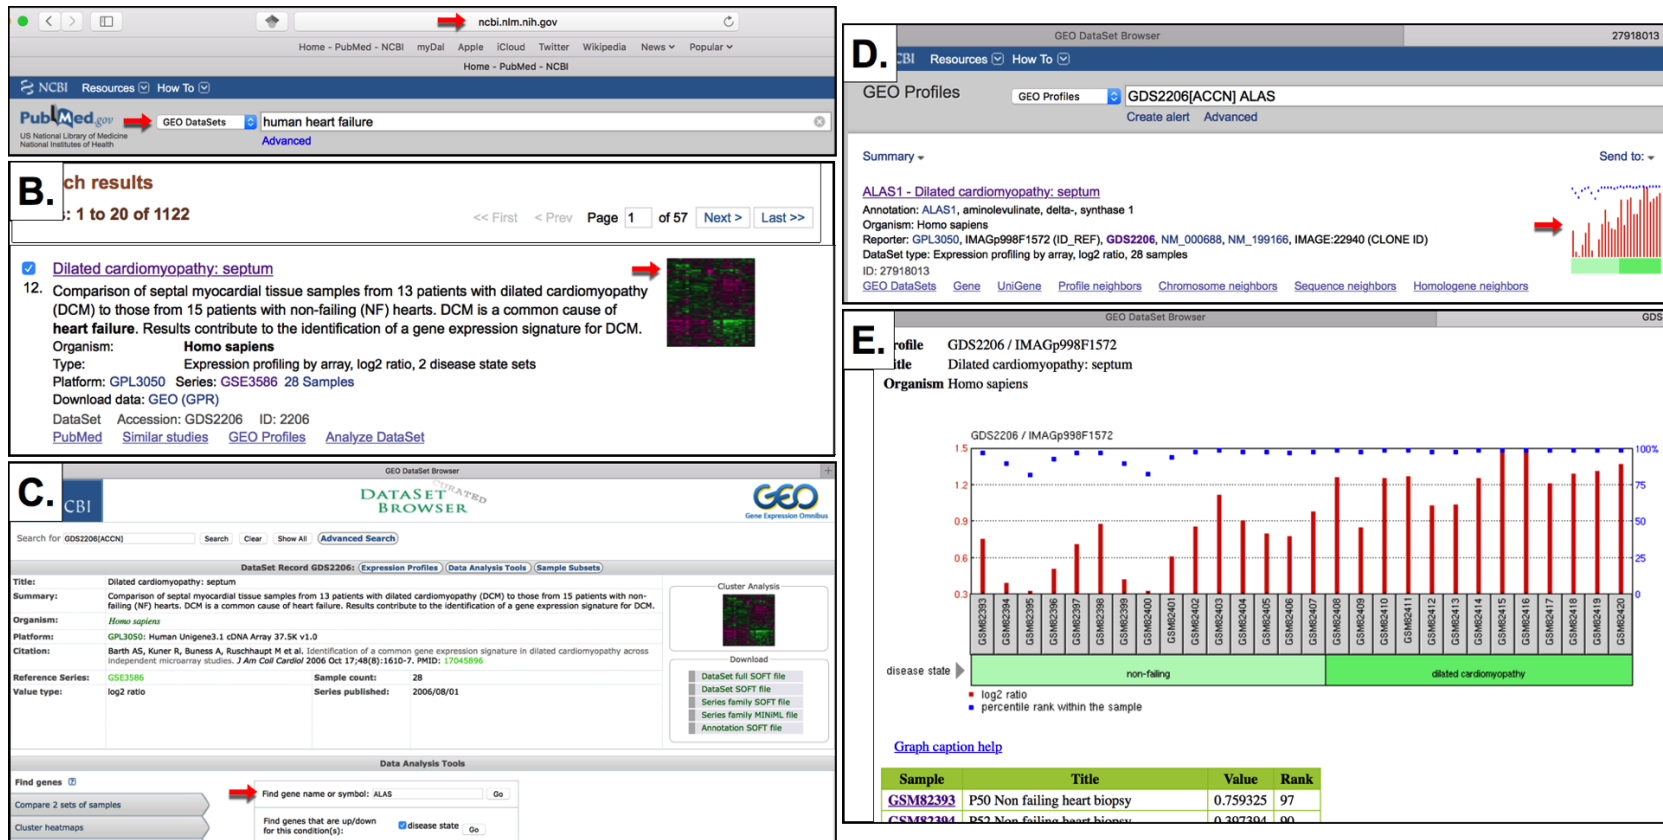 ncbi.nlm.nih.gov
Home - PubMed - NCBI myDal Apple iCloud Twitter Wikipedia News Popular
Home - PubMed - NCBI
NCBI Resources How To
PubMed.gov
US National Library of Medicine
National Institutes of Health
GEO DataSets human heart failure
Advanced
B.
ch results
: 1 to 20 of 1122
<< First < Prev Page 1 of 57 Next > Last >>
Dilated cardiomyopathy: septum
12. Comparison of septal myocardial tissue samples from 13 patients with dilated cardiomyopathy
(DCM) to those from 15 patients with non-failing (NF) hearts. DCM is a common cause of
heart failure. Results contribute to the identification of a gene expression signature for DCM.
Organism: Homo sapiens
Type: Expression profiling by array, log2 ratio, 2 disease state sets
Platform: GPL3050 Series: GSE3586 28 Samples
Download data: GEO (GPR)
DataSet Accession: GDS2206 ID: 2206
PubMed Similar studies GEO Profiles Analyze DataSet
C.
GEO DataSet Browser
CBI
DATASET CURATED
BROWSER
GEO
Gene Expression Omnibus
Search for GDS2206[ACCN] Search Clear Show All Advanced Search
DataSet Record GDS2206: Expression Profiles Data Analysis Tools Sample Subsets
Title: Dilated cardiomyopathy: septum
Summary: Comparison of septal myocardial tissue samples from 13 patients with dilated cardiomyopathy (DCM) to those from 15 patients with non-
failing (NF) hearts. DCM is a common cause of heart failure. Results contribute to the identification of a gene expression signature for DCM.
Organism: Homo sapiens
Platform: GPL3050: Human Unigene3.1 cDNA Array 37.5K v1.0
Citation: Barth AS, Kuner R, Buness A, Ruschhaupt M et al. Identification of a common gene expression signature in dilated cardiomyopathy across
independent microarray studies. J Am Coll Cardiol 2006 Oct 17;48(8):1610-7. PMID: 17045896
Reference Series: GSE3586 Sample count: 28
Value type: log2 ratio Series published: 2006/08/01
Cluster Analysis
Download
DataSet full SOFT file
DataSet SOFT file
Series family SOFT file
Series family MINiML file
Annotation SOFT file
Data Analysis Tools
Find genes ?
Compare 2 sets of samples
Cluster heatmaps
Find gene name or symbol: ALAS Go
Find genes that are up/down
for this condition(s): disease state Go
D.
GEO DataSet Browser 27918013
CBI Resources How To
GEO Profiles GEO Profiles GDS2206[ACCN] ALAS
Create alert Advanced
Summary Send to:
ALAS1 - Dilated cardiomyopathy: septum
Annotation: ALAS1, aminolevulinate, delta-, synthase 1
Organism: Homo sapiens
Reporter: GPL3050, IMAGp998F1572 (ID_REF), GDS2206, NM_000688, NM_199166, IMAGE:22940 (CLONE ID)
DataSet type: Expression profiling by array, log2 ratio, 28 samples
ID: 27918013
GEO DataSets Gene UniGene Profile neighbors Chromosome neighbors Sequence neighbors Homologene neighbors
E.
GEO DataSet Browser GDS
rofile GDS2206 / IMAGp998F1572
itle Dilated cardiomyopathy: septum
Organism Homo sapiens
GDS2206 / IMAGp998F1572
1.5 100%
1.2 75
0.9 50
0.6 25
0.3 0
GSM82393 GSM82394 GSM82395 GSM82396 GSM82397 GSM82398 GSM82399 GSM82400 GSM82401 GSM82402 GSM82403 GSM82404 GSM82405 GSM82406 GSM82407 GSM82408 GSM82409 GSM82410 GSM82411 GSM82412 GSM82413 GSM82414 GSM82415 GSM82416 GSM82417 GSM82418 GSM82419 GSM82420
disease state non-failing dilated cardiomyopathy
log2 ratio
percentile rank within the sample
Graph caption help
Sample Title Value Rank
GSM82393 P50 Non failing heart biopsy 0.759325 97
GSM82394 P52 Non failing heart biopsy 0.397394 90